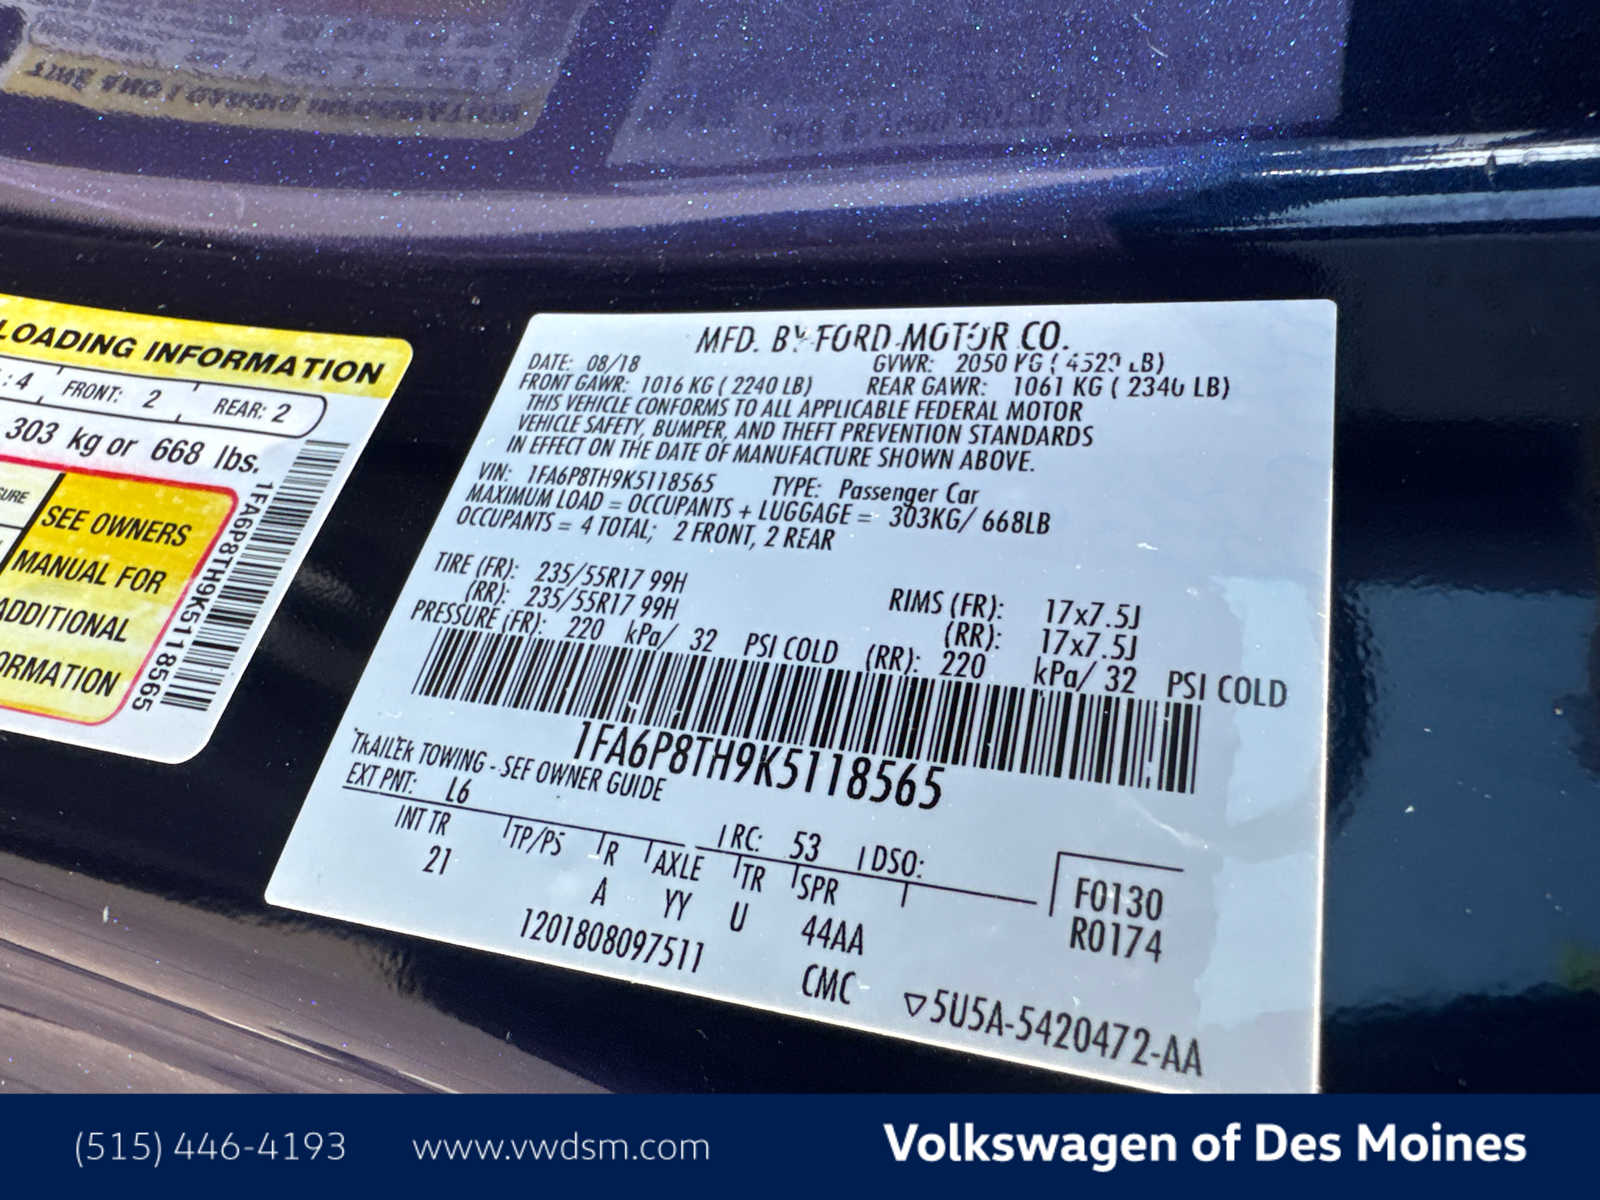 LOADING INFORMATION
: 4 FRONT: 2 REAR: 2
303 kg or 668 lbs.
SEE OWNERS
MANUAL FOR
ADDITIONAL
1FA6P8TH9K5118565
MFD. BY FORD MOTOR CO.
DATE: 08/18 GVWR: 2050 KG ( 4520 LB)
FRONT GAWR: 1016 KG ( 2240 LB) REAR GAWR: 1061 KG ( 2340 LB)
THIS VEHICLE CONFORMS TO ALL APPLICABLE FEDERAL MOTOR
VEHICLE SAFETY, BUMPER, AND THEFT PREVENTION STANDARDS
IN EFFECT ON THE DATE OF MANUFACTURE SHOWN ABOVE.
VIN: 1FA6P8TH9K5118565 TYPE: Passenger Car
MAXIMUM LOAD = OCCUPANTS + LUGGAGE = 303KG/ 668LB
OCCUPANTS = 4 TOTAL; 2 FRONT, 2 REAR
TIRE (FR): 235/55R17 99H RIMS (FR): 17x7.5J
(RR): 235/55R17 99H (RR): 17x7.5J
PRESSURE (FR): 220 kPa/ 32 PSI COLD (RR): 220 kPa/ 32 PSI COLD
1FA6P8TH9K5118565
TRAILER TOWING - SEE OWNER GUIDE
EXT PNT: L6 RC: 53 DSO:
INT TR TP/PS R AXLE TR SPR F0130
21 A YY U 44AA R0174
1201808097511 CMC ▽5U5A-5420472-AA
(515) 446-4193 www.vwdsm.com Volkswagen of Des Moines